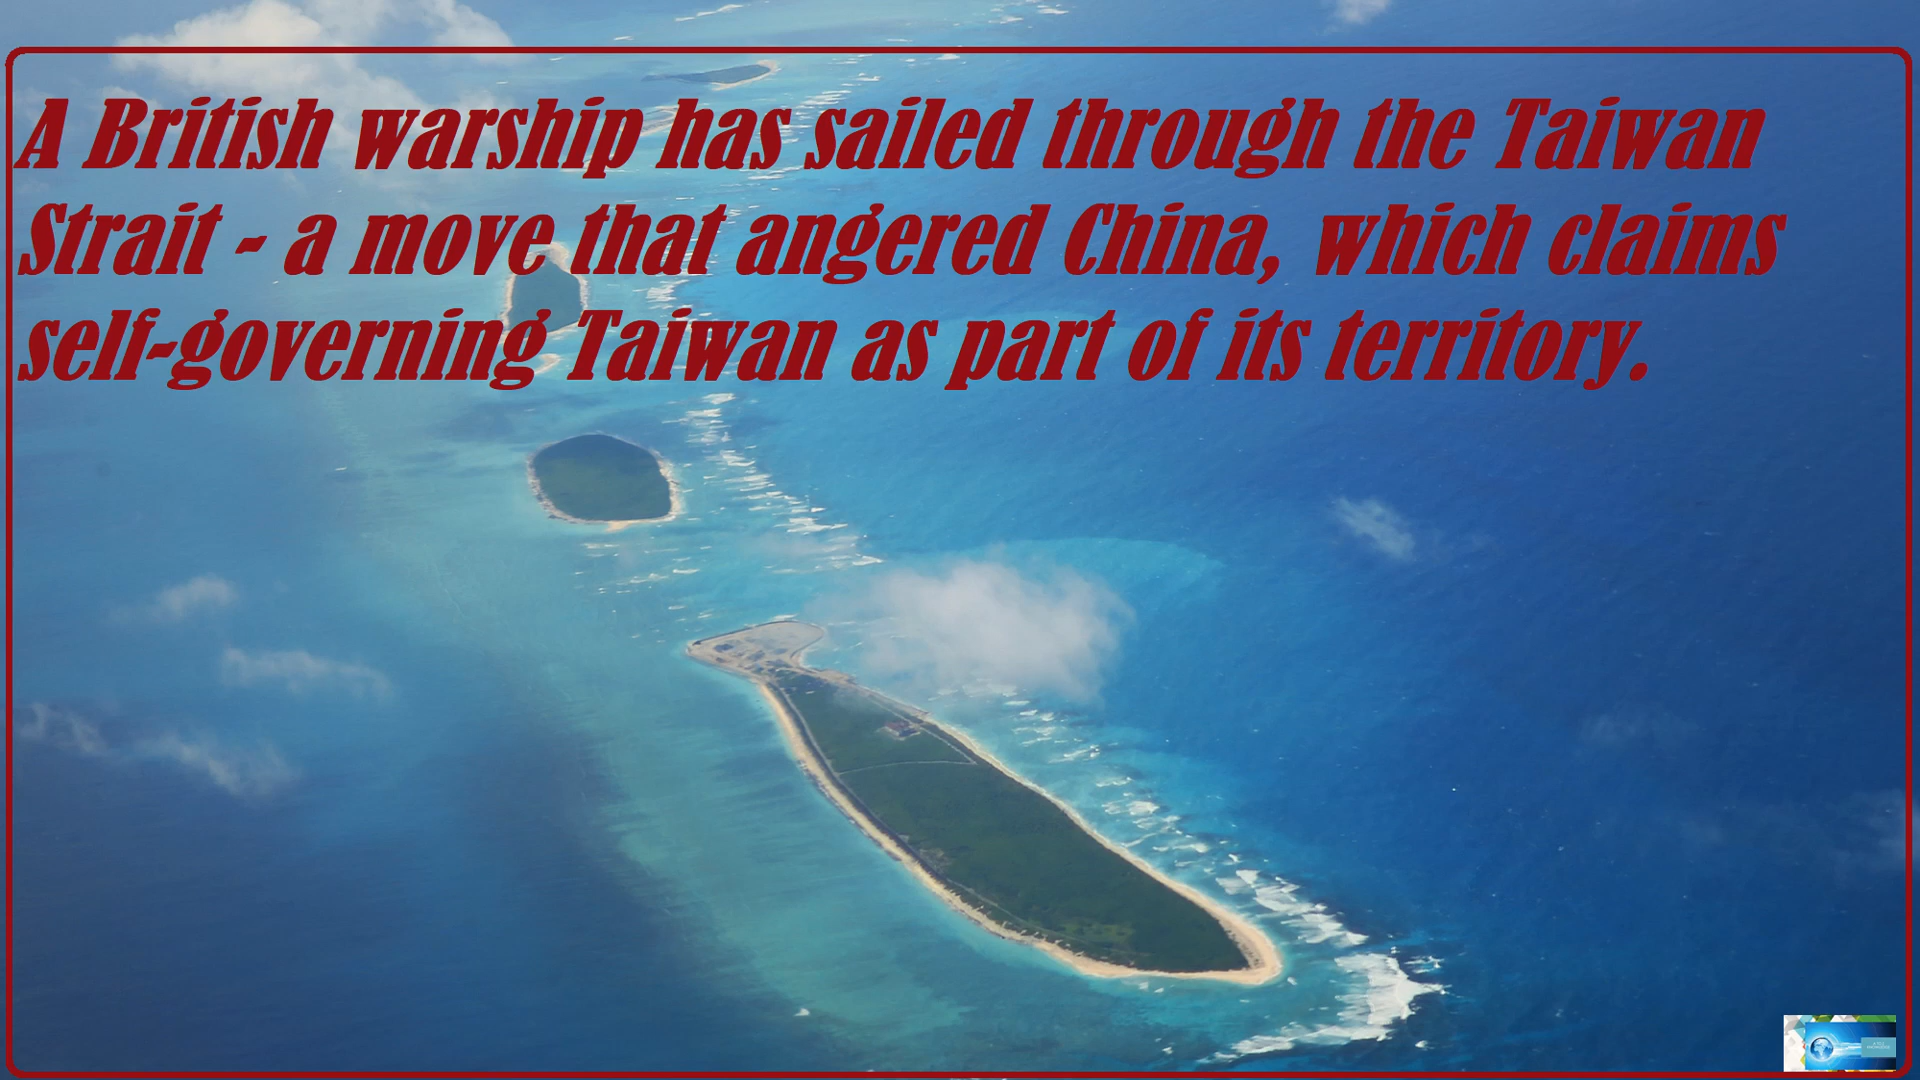 A British warship has sailed through the Taiwan
Strait - a move that angered China, which claims
self-governing Taiwan as part of its territory.